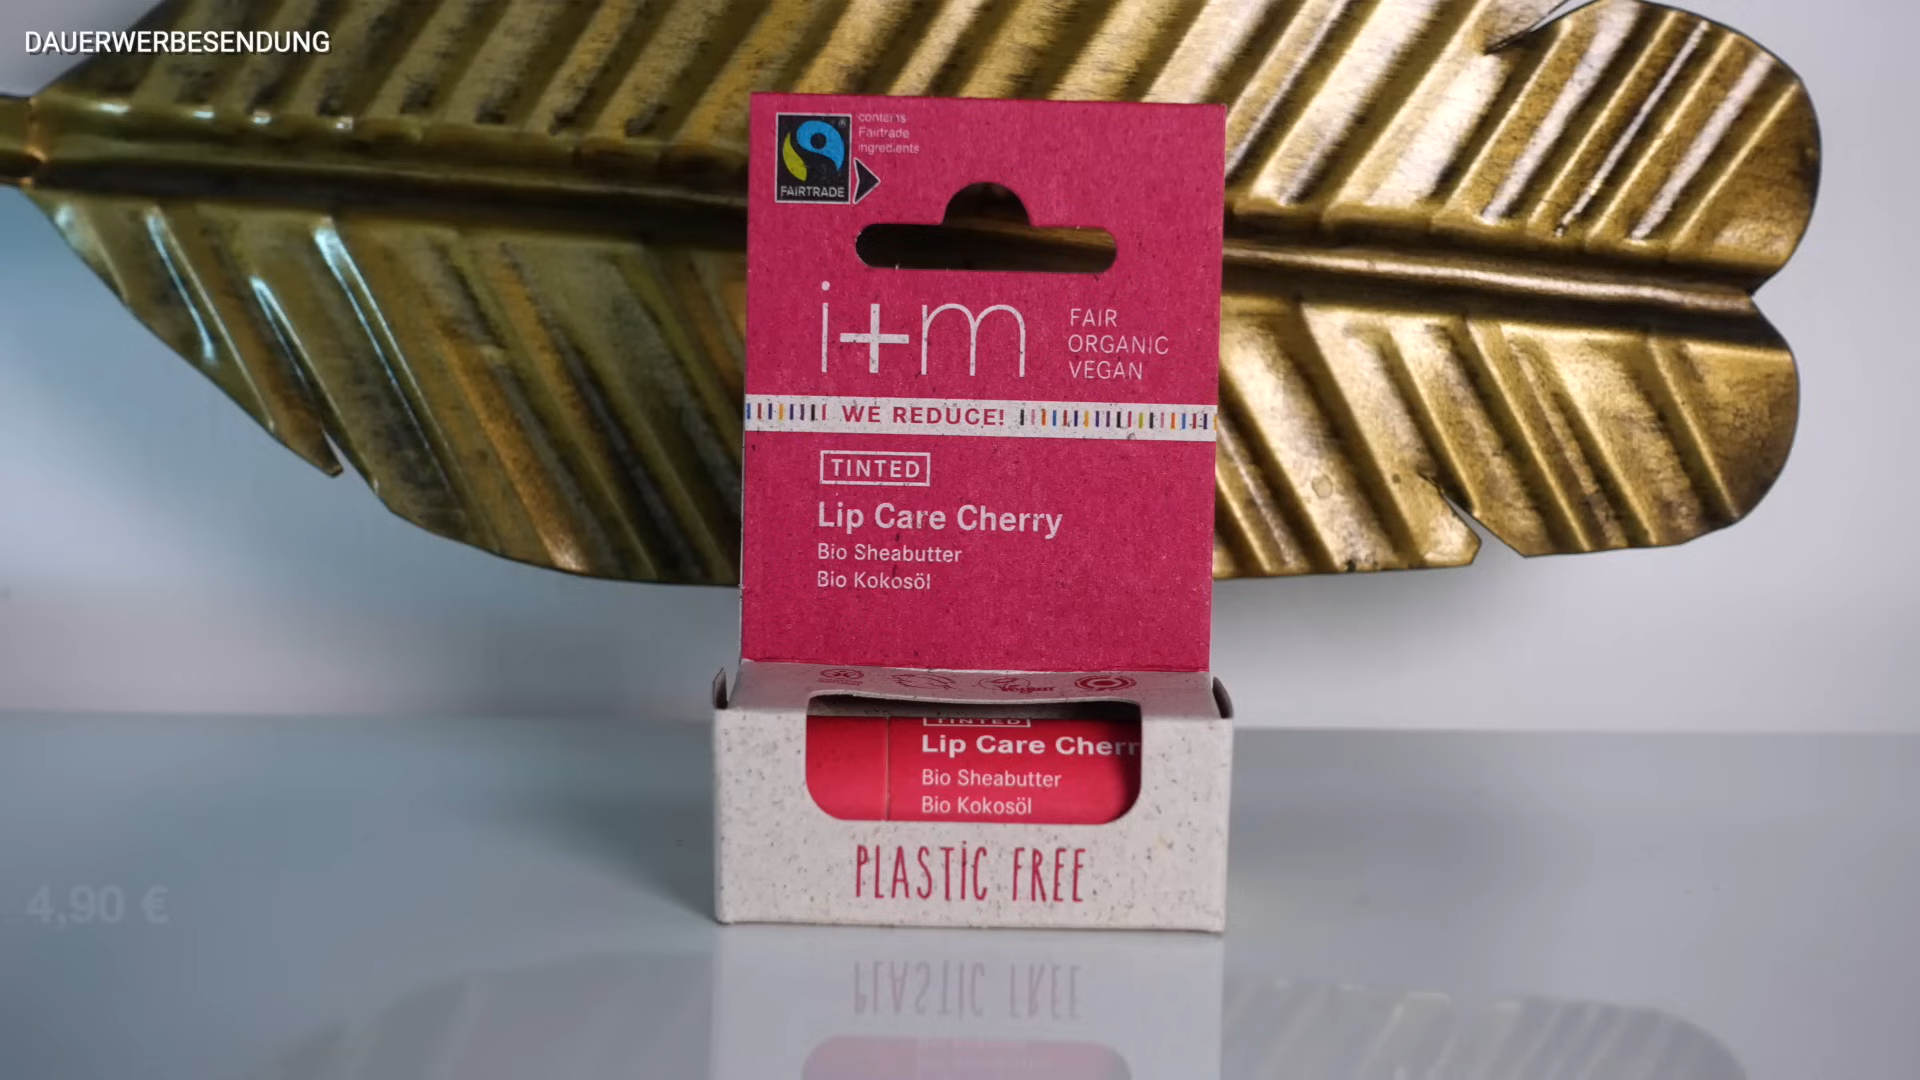 DAUERWERBESENDUNG
contains
Fairtrade
ingredients
FAIRTRADE
i+m
FAIR
ORGANIC
VEGAN
WE REDUCE!
TINTED
Lip Care Cherry
Bio Sheabutter
Bio Kokosöl
TINTED
Lip Care Cherr
Bio Sheabutter
Bio Kokosöl
PLASTIC FREE
4,90 €